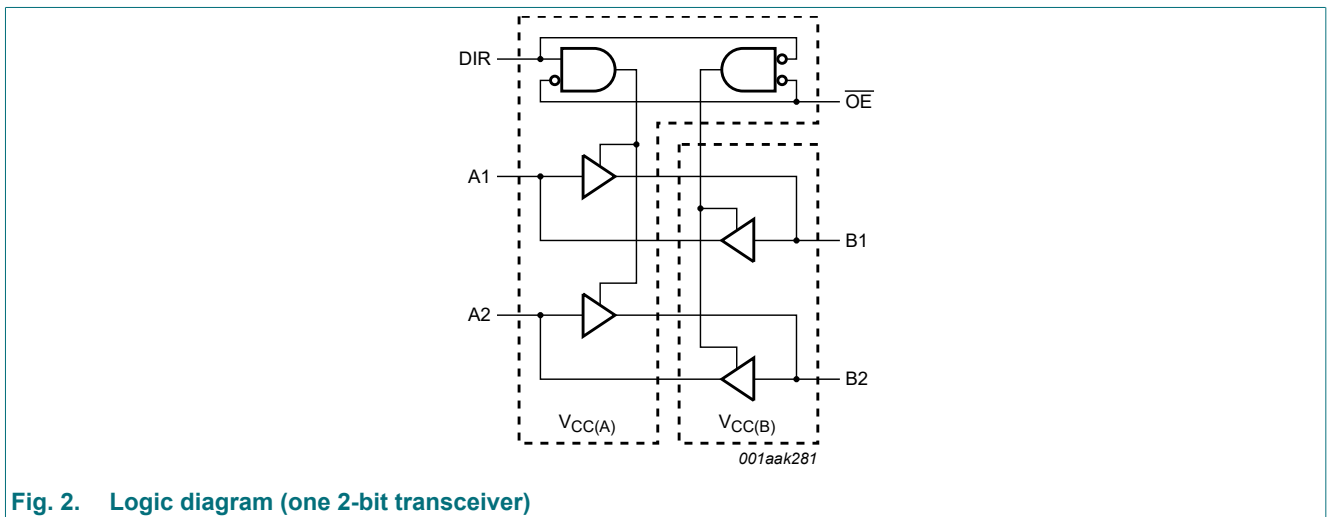 DIR
OE
A1
B1
A2
B2
VCC(A)
VCC(B)
001aak281
Fig. 2. Logic diagram (one 2-bit transceiver)